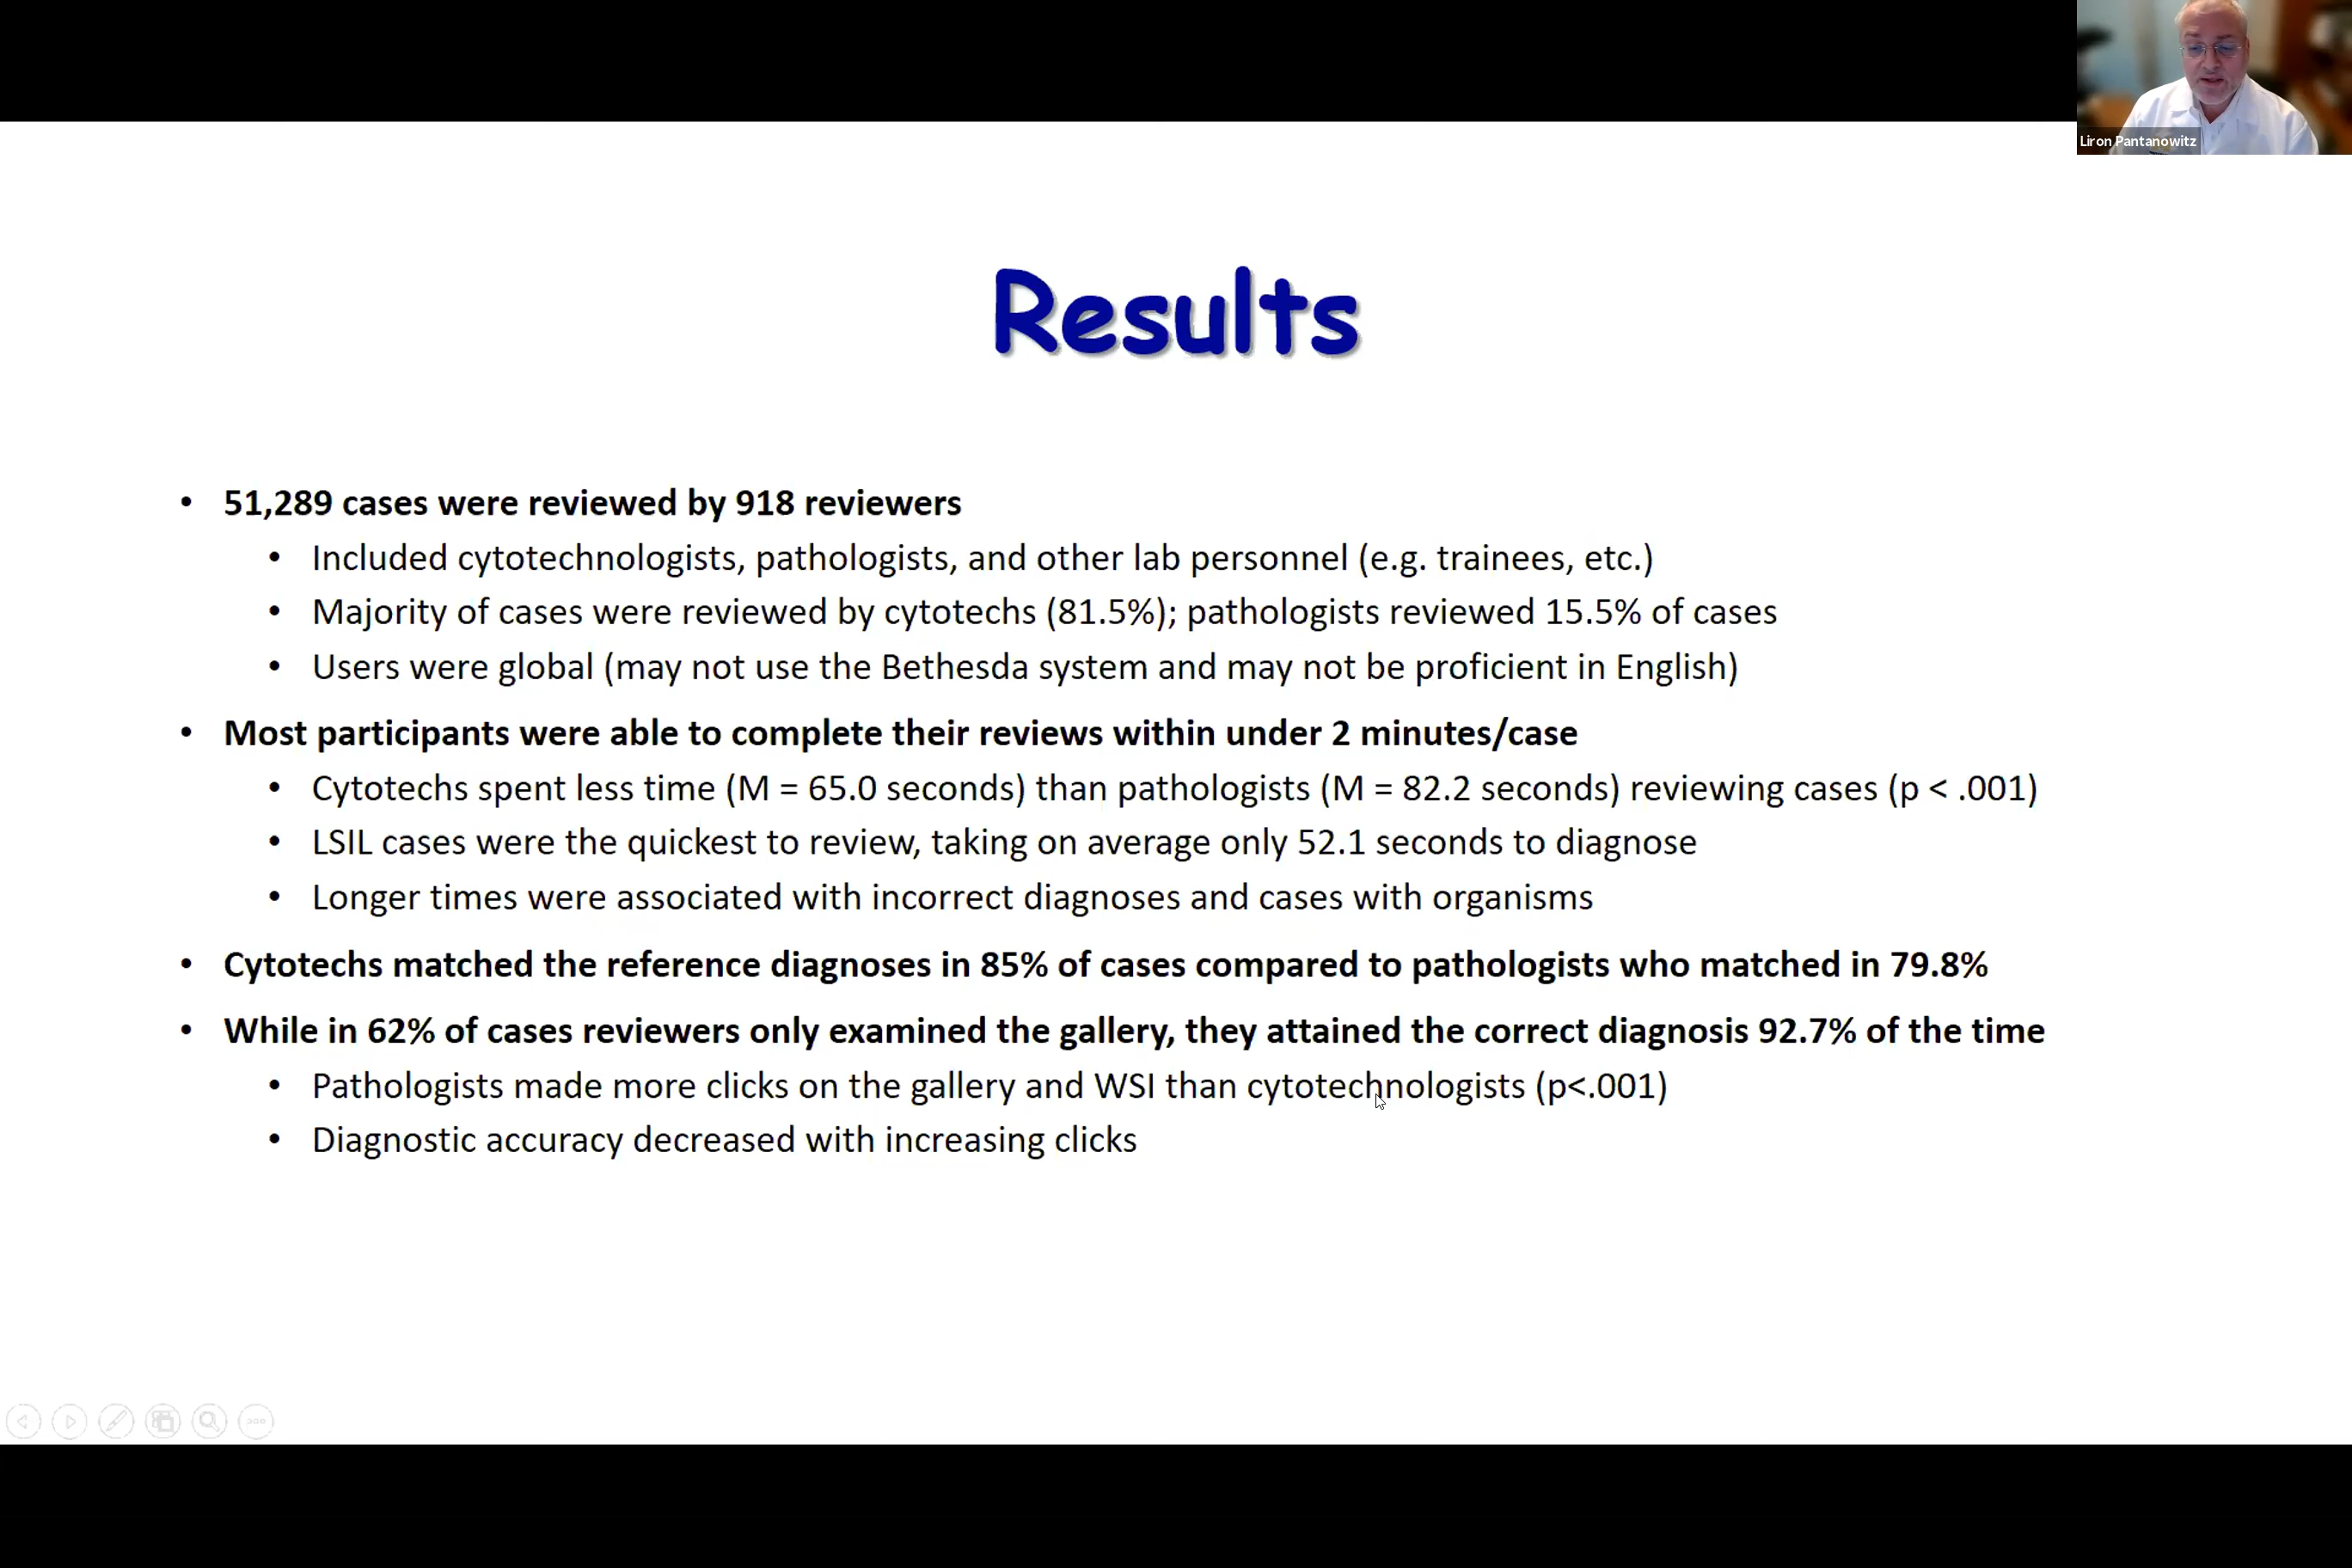 Liron Pantanowitz
Results
• 51,289 cases were reviewed by 918 reviewers
• Included cytotechnologists, pathologists, and other lab personnel (e.g. trainees, etc.)
• Majority of cases were reviewed by cytotechs (81.5%); pathologists reviewed 15.5% of cases
• Users were global (may not use the Bethesda system and may not be proficient in English)
• Most participants were able to complete their reviews within under 2 minutes/case
• Cytotechs spent less time (M = 65.0 seconds) than pathologists (M = 82.2 seconds) reviewing cases (p < .001)
• LSIL cases were the quickest to review, taking on average only 52.1 seconds to diagnose
• Longer times were associated with incorrect diagnoses and cases with organisms
• Cytotechs matched the reference diagnoses in 85% of cases compared to pathologists who matched in 79.8%
• While in 62% of cases reviewers only examined the gallery, they attained the correct diagnosis 92.7% of the time
• Pathologists made more clicks on the gallery and WSI than cytotechnologists (p<.001)
• Diagnostic accuracy decreased with increasing clicks